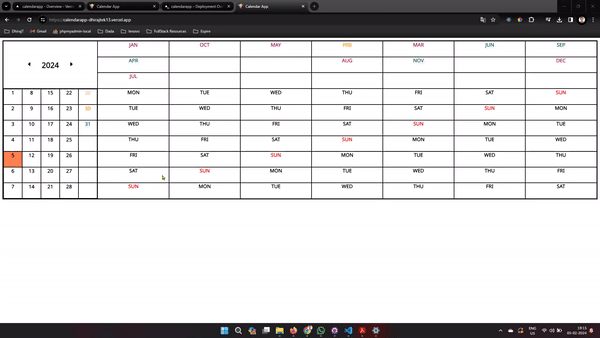 calendarapp – Overview – Verc
Calendar App
calendarapp – Deployment Ov
Calendar App
https://calendarapp-dhirajtek13.vercel.app
DhirajT
Gmail
phpmyadmin local
Dada
lenovo
FullStack Resources
Expim
2024
JAN OCT MAY FEB MAR JUN SEP
APR AUG NOV DEC
JUL
1 8 15 22 29 MON TUE WED THU FRI SAT SUN
2 9 16 23 30 TUE WED THU FRI SAT SUN MON
3 10 17 24 31 WED THU FRI SAT SUN MON TUE
4 11 18 25 THU FRI SAT SUN MON TUE WED
5 12 19 26 FRI SAT SUN MON TUE WED THU
6 13 20 27 SAT SUN MON TUE WED THU FRI
7 14 21 28 SUN MON TUE WED THU FRI SAT
ENG
US
18:15
05-02-2024